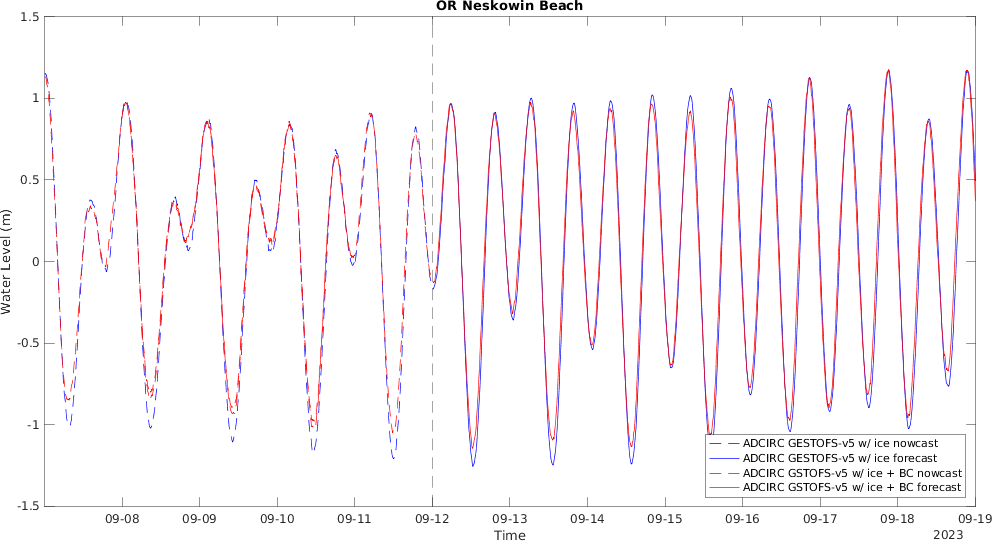 OR Neskowin Beach
1.5
1
0.5
0
-0.5
-1
-1.5
Water Level (m)
ADCIRC GESTOFS-v5 w/ ice nowcast
ADCIRC GESTOFS-v5 w/ ice forecast
ADCIRC GSTOFS-v5 w/ ice + BC nowcast
ADCIRC GSTOFS-v5 w/ ice + BC forecast
09-08 09-09 09-10 09-11 09-12 09-13 09-14 09-15 09-16 09-17 09-18 09-19
Time
2023